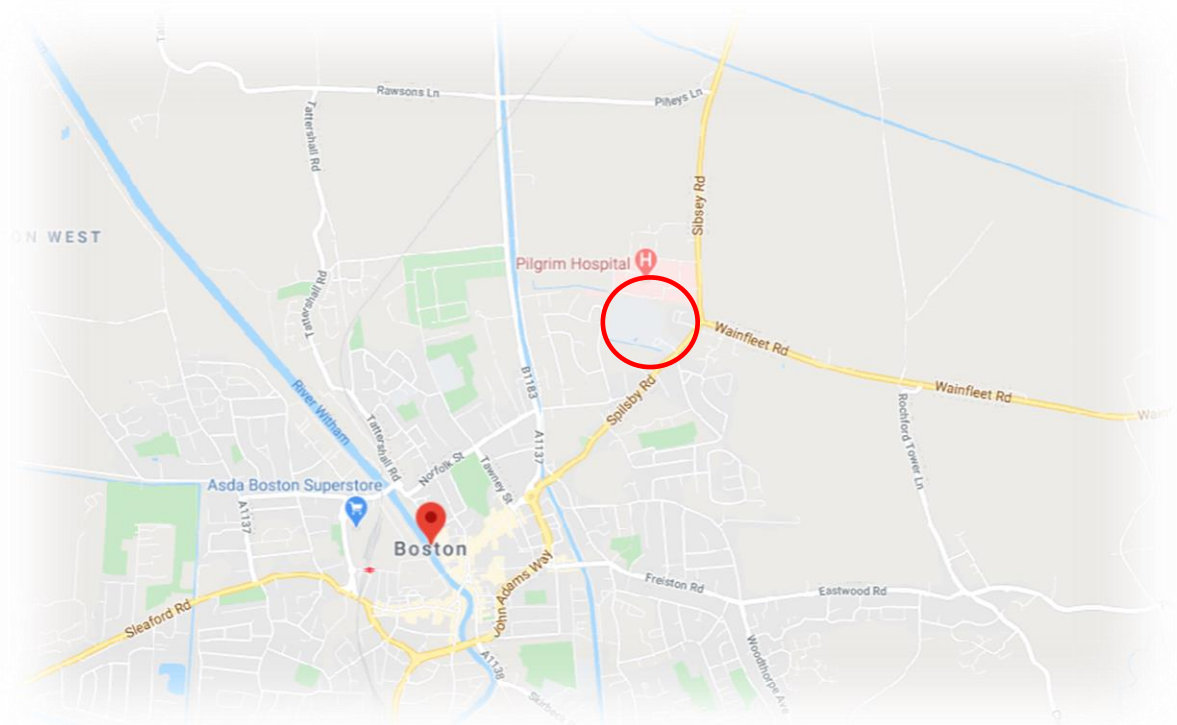 Rawsons Ln
Pilleys Ln
Tattershall Rd
Sibsey Rd
ON WEST
Pilgrim Hospital
H
Tattershall Rd
Wainfleet Rd
B1183
Spilsby Rd
Wainfleet Rd
River Witham
Tattershall Rd
Rochford Tower Ln
A1137
Norfolk St
Tawney St
Asda Boston Superstore
A1137
Boston
John Adams Way
Freiston Rd
Eastwood Rd
Sleaford Rd
A1138
Woodthorpe Ave